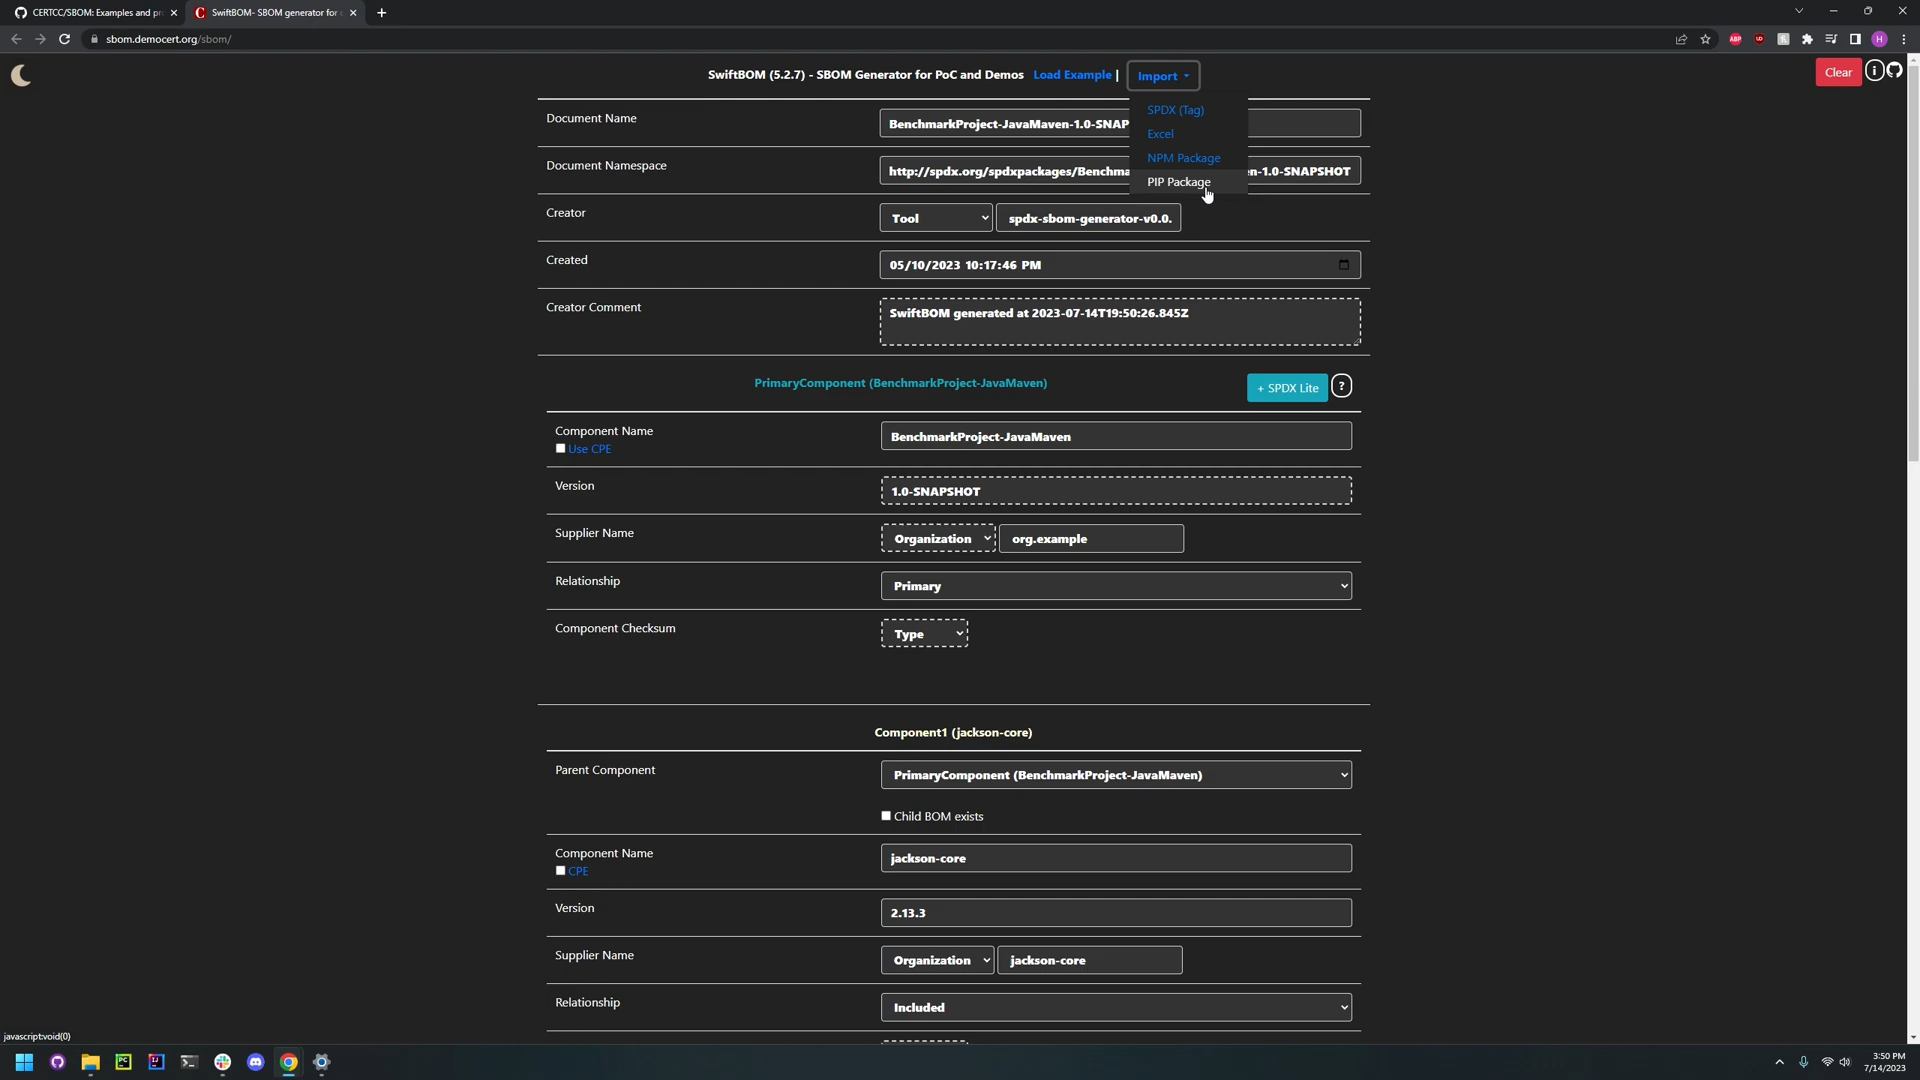 CERTCC/SBOM: Examples and pr
SwiftBOM- SBOM generator for
sbom.democert.org/sbom/
SwiftBOM (5.2.7) - SBOM Generator for PoC and Demos Load Example | Import
Clear
SPDX (Tag)
Excel
NPM Package
PIP Package
Document Name
BenchmarkProject-JavaMaven-1.0-SNAP
Document Namespace
http://spdx.org/spdxpackages/Benchma n-1.0-SNAPSHOT
Creator
Tool spdx-sbom-generator-v0.0.
Created
05/10/2023 10:17:46 PM
Creator Comment
SwiftBOM generated at 2023-07-14T19:50:26.845Z
PrimaryComponent (BenchmarkProject-JavaMaven)
+ SPDX Lite ?
Component Name
Use CPE
BenchmarkProject-JavaMaven
Version
1.0-SNAPSHOT
Supplier Name
Organization org.example
Relationship
Primary
Component Checksum
Type
Component1 (jackson-core)
Parent Component
PrimaryComponent (BenchmarkProject-JavaMaven)
Child BOM exists
Component Name
CPE
jackson-core
Version
2.13.3
Supplier Name
Organization jackson-core
Relationship
Included
javascript:void(0)
3:50 PM
7/14/2023